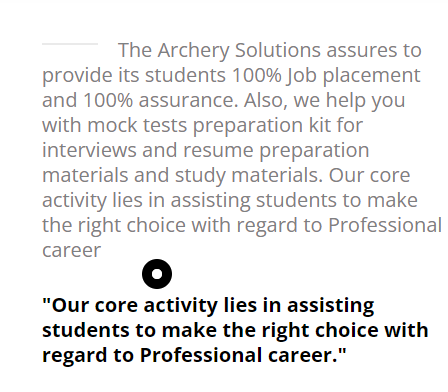 The Archery Solutions assures to
provide its students 100% Job placement
and 100% assurance. Also, we help you
with mock tests preparation kit for
interviews and resume preparation
materials and study materials. Our core
activity lies in assisting students to make
the right choice with regard to Professional
career
"Our core activity lies in assisting
students to make the right choice with
regard to Professional career."